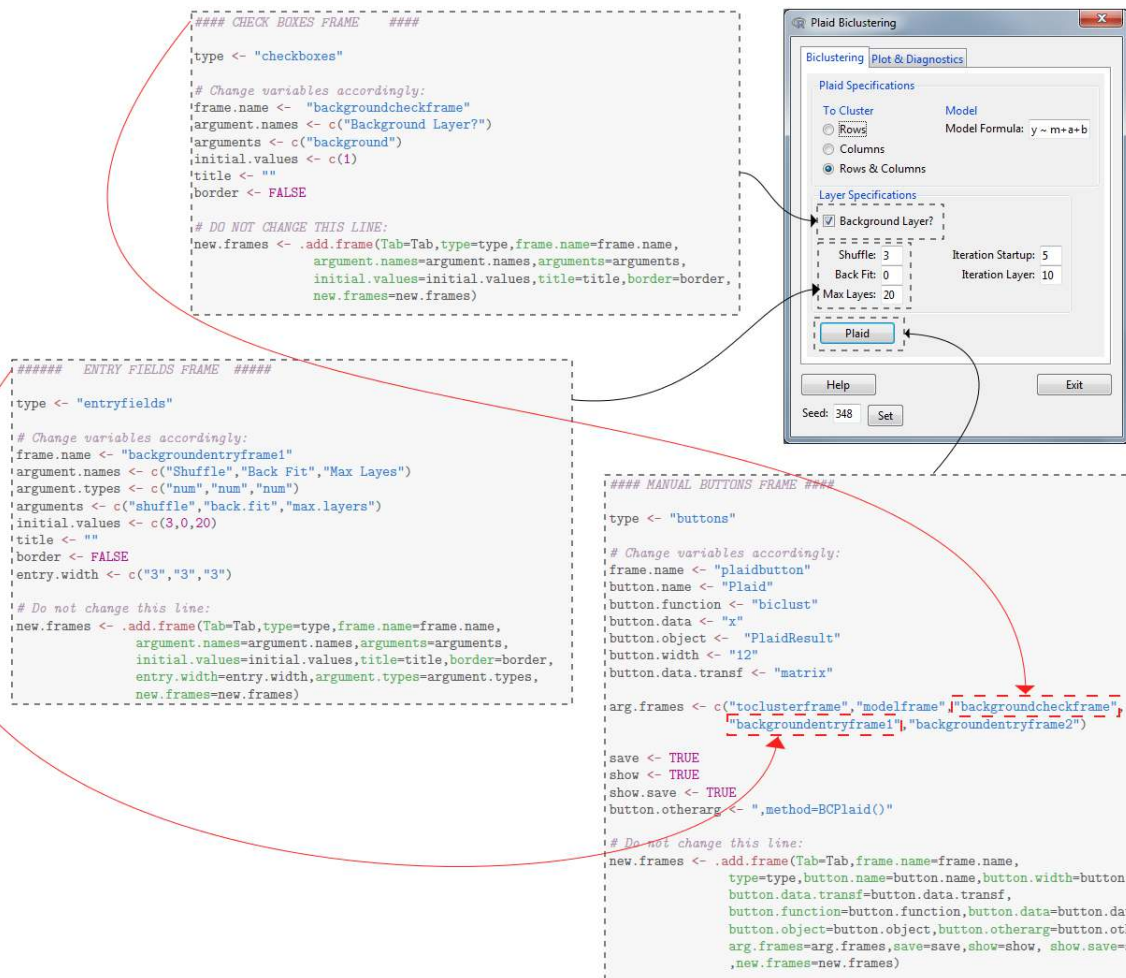 #### CHECK BOXES FRAME ####
type <- "checkboxes"
# Change variables accordingly:
frame.name <- "backgroundcheckframe"
argument.names <- c("Background Layer?")
arguments <- c("background")
initial.values <- c(1)
title <- ""
border <- FALSE
# DO NOT CHANGE THIS LINE:
new.frames <- .add.frame(Tab=Tab,type=type,frame.name=frame.name,
argument.names=argument.names,arguments=arguments,
initial.values=initial.values,title=title,border=border,
new.frames=new.frames)
Plaid Biclustering
Biclustering Plot & Diagnostics
Plaid Specifications
To Cluster Model
Rows Model Formula: y ~ m+a+b
Columns
Rows & Columns
Layer Specifications
Background Layer?
Shuffle: 3 Iteration Startup: 5
Back Fit: 0 Iteration Layer: 10
Max Layes: 20
Plaid
Help Exit
Seed: 348 Set
###### ENTRY FIELDS FRAME #####
type <- "entryfields"
# Change variables accordingly:
frame.name <- "backgroundentryframe1"
argument.names <- c("Shuffle","Back Fit","Max Layes")
argument.types <- c("num","num","num")
arguments <- c("shuffle","back.fit","max.layers")
initial.values <- c(3,0,20)
title <- ""
border <- FALSE
entry.width <- c("3","3","3")
# Do not change this line:
new.frames <- .add.frame(Tab=Tab,type=type,frame.name=frame.name,
argument.names=argument.names,arguments=arguments,
initial.values=initial.values,title=title,border=border,
entry.width=entry.width,argument.types=argument.types,
new.frames=new.frames)
#### MANUAL BUTTONS FRAME ####
type <- "buttons"
# Change variables accordingly:
frame.name <- "plaidbutton"
button.name <- "Plaid"
button.function <- "biclust"
button.data <- "x"
button.object <- "PlaidResult"
button.width <- "12"
button.data.transf <- "matrix"
arg.frames <- c("toclusterframe","modelframe","backgroundcheckframe",
"backgroundentryframe1","backgroundentryframe2")
save <- TRUE
show <- TRUE
show.save <- TRUE
button.otherarg <- ",method=BCPlaid()"
# Do not change this line:
new.frames <- .add.frame(Tab=Tab,frame.name=frame.name,
type=type,button.name=button.name,button.width=button
button.data.transf=button.data.transf,
button.function=button.function,button.data=button.da
button.object=button.object,button.otherarg=button.ot
arg.frames=arg.frames,save=save,show=show, show.save=
,new.frames=new.frames)